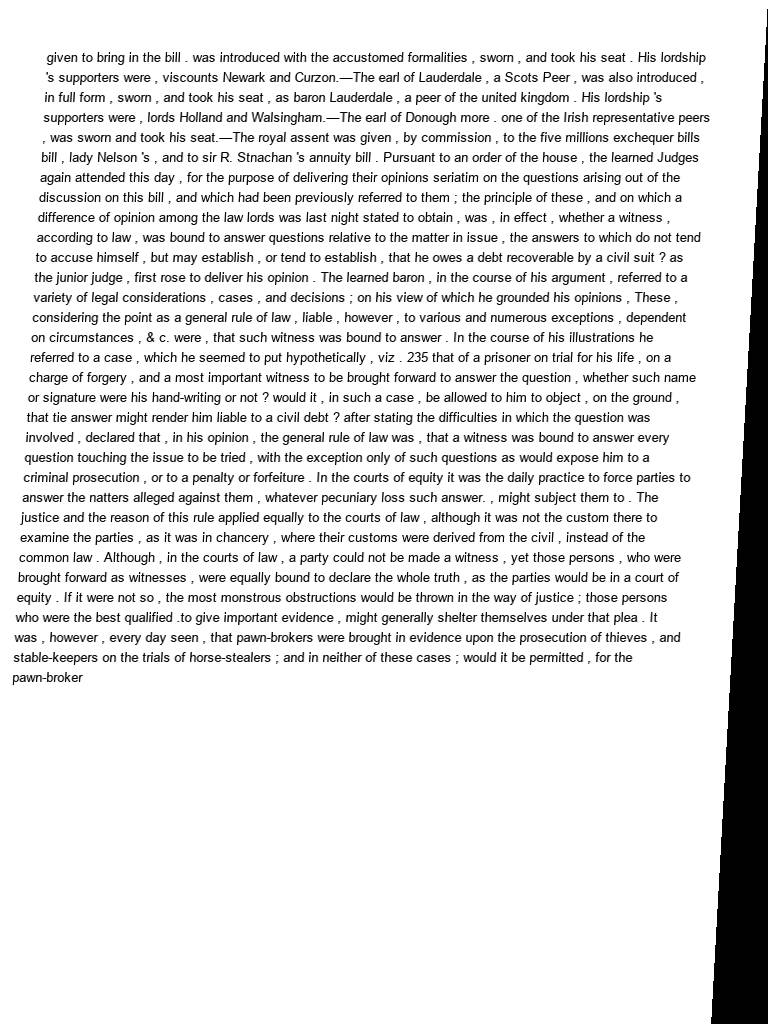 given to bring in the bill . was introduced with the accustomed formalities , sworn , and took his seat . His lordship
's supporters were , viscounts Newark and Curzon.—The earl of Lauderdale , a Scots Peer , was also introduced ,
in full form , sworn , and took his seat , as baron Lauderdale , a peer of the united kingdom . His lordship 's
supporters were , lords Holland and Walsingham.—The earl of Donough more . one of the Irish representative peers
, was sworn and took his seat.—The royal assent was given , by commission , to the five millions exchequer bills
bill , lady Nelson 's , and to sir R. Stnachan 's annuity bill . Pursuant to an order of the house , the learned Judges
again attended this day , for the purpose of delivering their opinions seriatim on the questions arising out of the
discussion on this bill , and which had been previously referred to them ; the principle of these , and on which a
difference of opinion among the law lords was last night stated to obtain , was , in effect , whether a witness ,
according to law , was bound to answer questions relative to the matter in issue , the answers to which do not tend
to accuse himself , but may establish , or tend to establish , that he owes a debt recoverable by a civil suit ? as
the junior judge , first rose to deliver his opinion . The learned baron , in the course of his argument , referred to a
variety of legal considerations , cases , and decisions ; on his view of which he grounded his opinions , These ,
considering the point as a general rule of law , liable , however , to various and numerous exceptions , dependent
on circumstances , & c. were , that such witness was bound to answer . In the course of his illustrations he
referred to a case , which he seemed to put hypothetically , viz . 235 that of a prisoner on trial for his life , on a
charge of forgery , and a most important witness to be brought forward to answer the question , whether such name
or signature were his hand-writing or not ? would it , in such a case , be allowed to him to object , on the ground ,
that tie answer might render him liable to a civil debt ? after stating the difficulties in which the question was
involved , declared that , in his opinion , the general rule of law was , that a witness was bound to answer every
question touching the issue to be tried , with the exception only of such questions as would expose him to a
criminal prosecution , or to a penalty or forfeiture . In the courts of equity it was the daily practice to force parties to
answer the natters alleged against them , whatever pecuniary loss such answer. , might subject them to . The
justice and the reason of this rule applied equally to the courts of law , although it was not the custom there to
examine the parties , as it was in chancery , where their customs were derived from the civil , instead of the
common law . Although , in the courts of law , a party could not be made a witness , yet those persons , who were
brought forward as witnesses , were equally bound to declare the whole truth , as the parties would be in a court of
equity . If it were not so , the most monstrous obstructions would be thrown in the way of justice ; those persons
who were the best qualified .to give important evidence , might generally shelter themselves under that plea . It
was , however , every day seen , that pawn-brokers were brought in evidence upon the prosecution of thieves , and
stable-keepers on the trials of horse-stealers ; and in neither of these cases ; would it be permitted , for the
pawn-broker